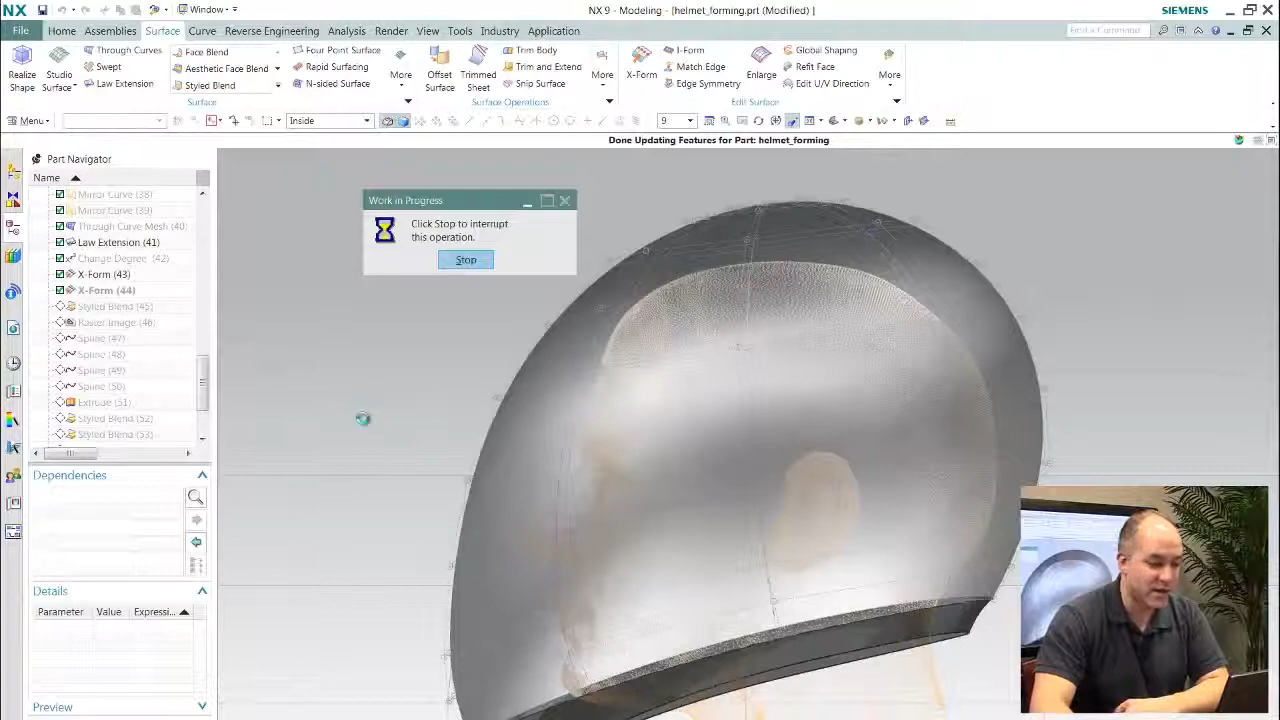 NX
Window
NX 9 - Modeling - [helmet_forming.prt (Modified) ]
SIEMENS
File Home Assemblies Surface Curve Reverse Engineering Analysis Render View Tools Industry Application
Find a Command
Realize Shape
Studio Surface
Through Curves
Swept
Law Extension
Face Blend
Aesthetic Face Blend
Styled Blend
Four Point Surface
Rapid Surfacing
N-sided Surface
More
Surface
Offset Surface
Trimmed Sheet
Trim Body
Trim and Extend
Snip Surface
More
Surface Operations
X-Form
I-Form
Match Edge
Edge Symmetry
Enlarge
Global Shaping
Refit Face
Edit U/V Direction
More
Edit Surface
Menu
Inside
9
Done Updating Features for Part: helmet_forming
Part Navigator
Name
Mirror Curve (38)
Mirror Curve (39)
Through Curve Mesh (40)
Law Extension (41)
Change Degree (42)
X-Form (43)
X-Form (44)
Styled Blend (45)
Raster Image (46)
Spline (47)
Spline (48)
Spline (49)
Spline (50)
Extrude (51)
Styled Blend (52)
Styled Blend (53)
Dependencies
Details
Parameter Value Expressi...
Preview
Work in Progress
Click Stop to interrupt
this operation.
Stop